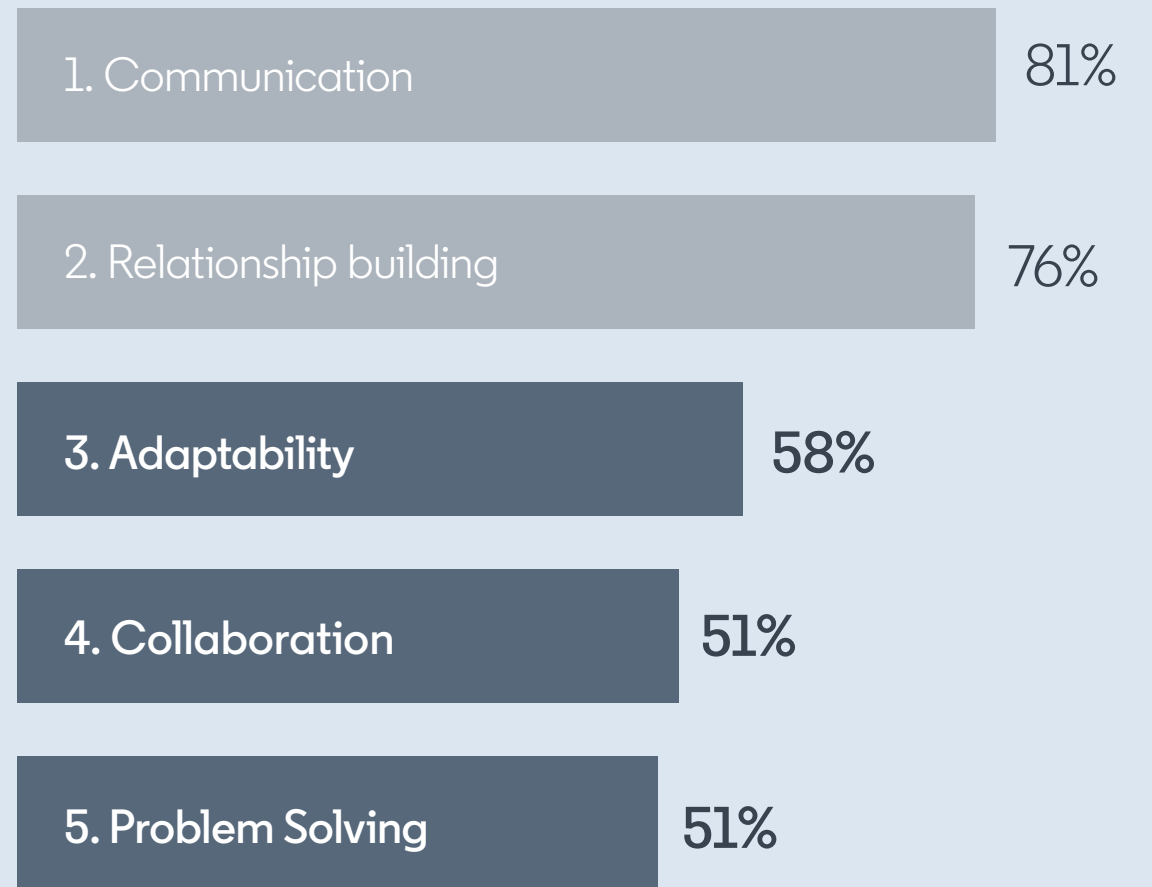 1. Communication 81%
2. Relationship building 76%
3. Adaptability 58%
4. Collaboration 51%
5. Problem Solving 51%